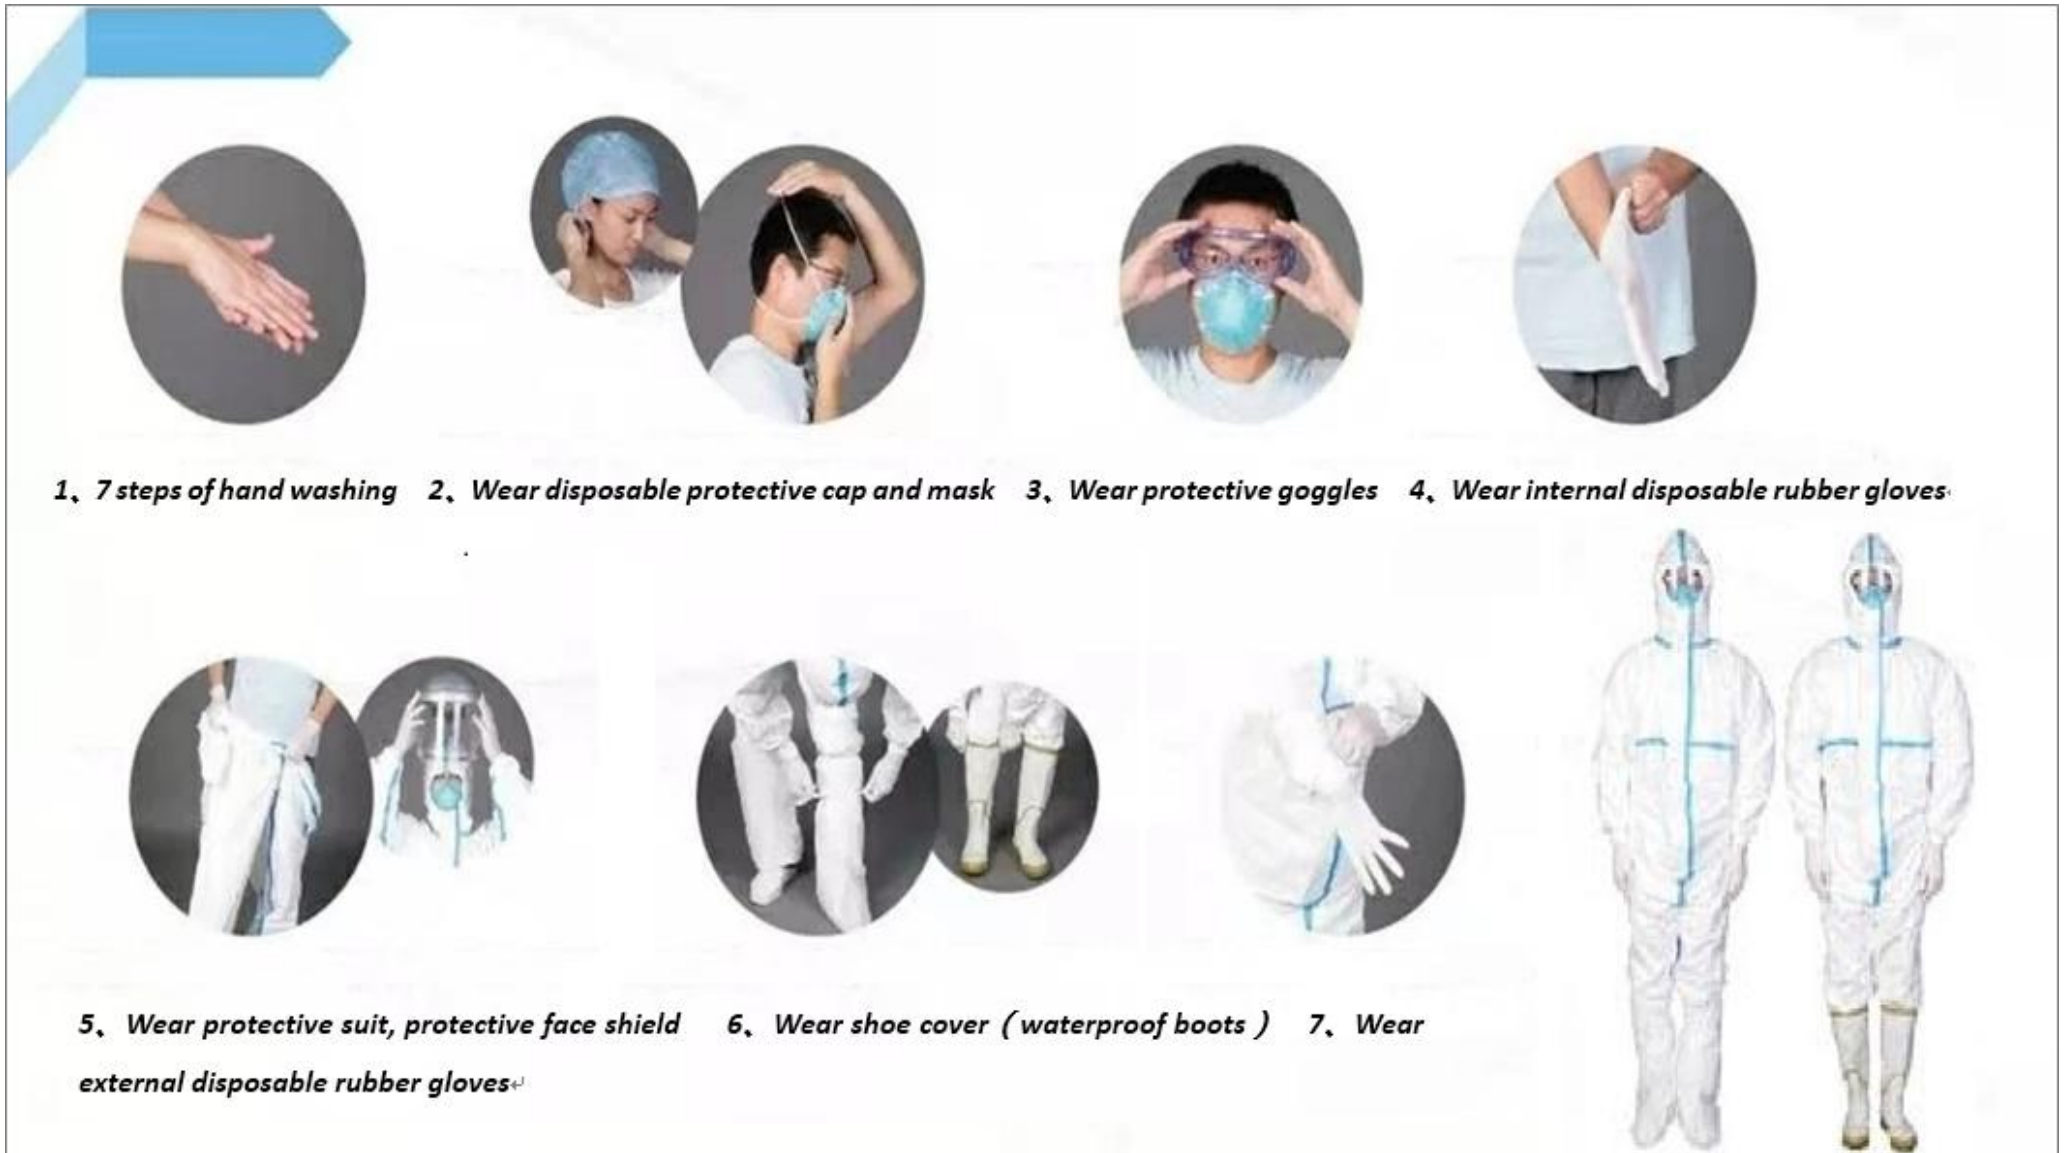 1、7 steps of hand washing 2、Wear disposable protective cap and mask 3、Wear protective goggles 4、Wear internal disposable rubber gloves
5、Wear protective suit, protective face shield 6、Wear shoe cover（waterproof boots） 7、Wear
external disposable rubber gloves